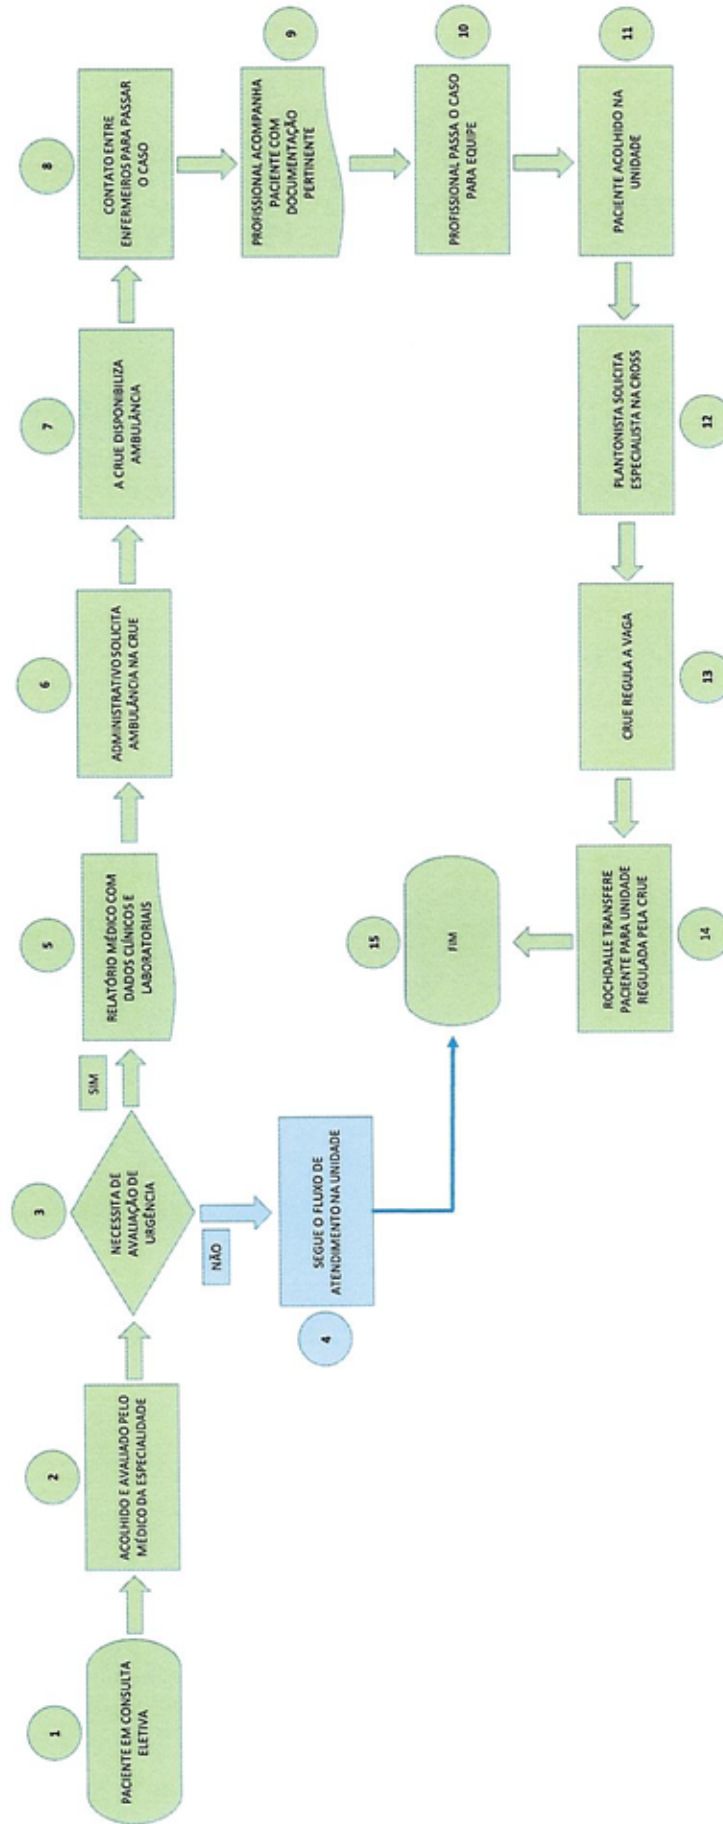 1
PACIENTE EM CONSULTA
ELETIVA
2
ACOLHIDO E AVALIADO PELO
MÉDICO DA ESPECIALIDADE
3
NECESSITA DE
AVALIAÇÃO DE
URGÊNCIA
NÃO
4
SEGUE O FLUXO DE
ATENDIMENTO NA UNIDADE
SIM
5
RELATÓRIO MÉDICO COM
DADOS CLÍNICOS E
LABORATORIAIS
6
ADMINISTRATIVO SOLICITA
AMBULÂNCIA NA CRUE
7
A CRUE DISPONIBILIZA
AMBULÂNCIA
8
CONTATO ENTRE
ENFERMEIROS PARA PASSAR
O CASO
9
PROFISSIONAL ACOMPANHA
PACIENTE COM
DOCUMENTAÇÃO
PERTINENTE
10
PROFISSIONAL PASSA O CASO
PARA EQUIPE
11
PACIENTE ACOLHIDO NA
UNIDADE
12
PLANTONISTA SOLICITA
ESPECIALISTA NA CROSS
13
CRUE REGULA A VAGA
14
ROCHDALLE TRANSFERE
PACIENTE PARA UNIDADE
REGULADA PELA CRUE
15
FIM